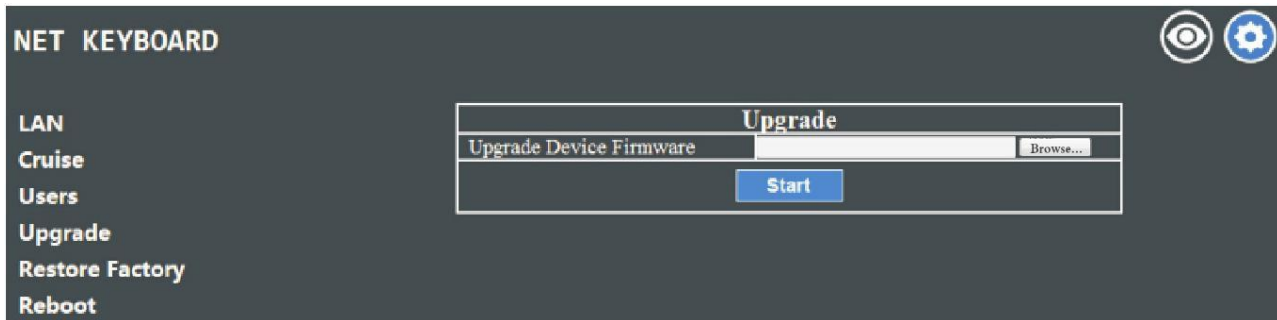 NET KEYBOARD
LAN
Cruise
Users
Upgrade
Restore Factory
Reboot
Upgrade
Upgrade Device Firmware
Browse...
Start